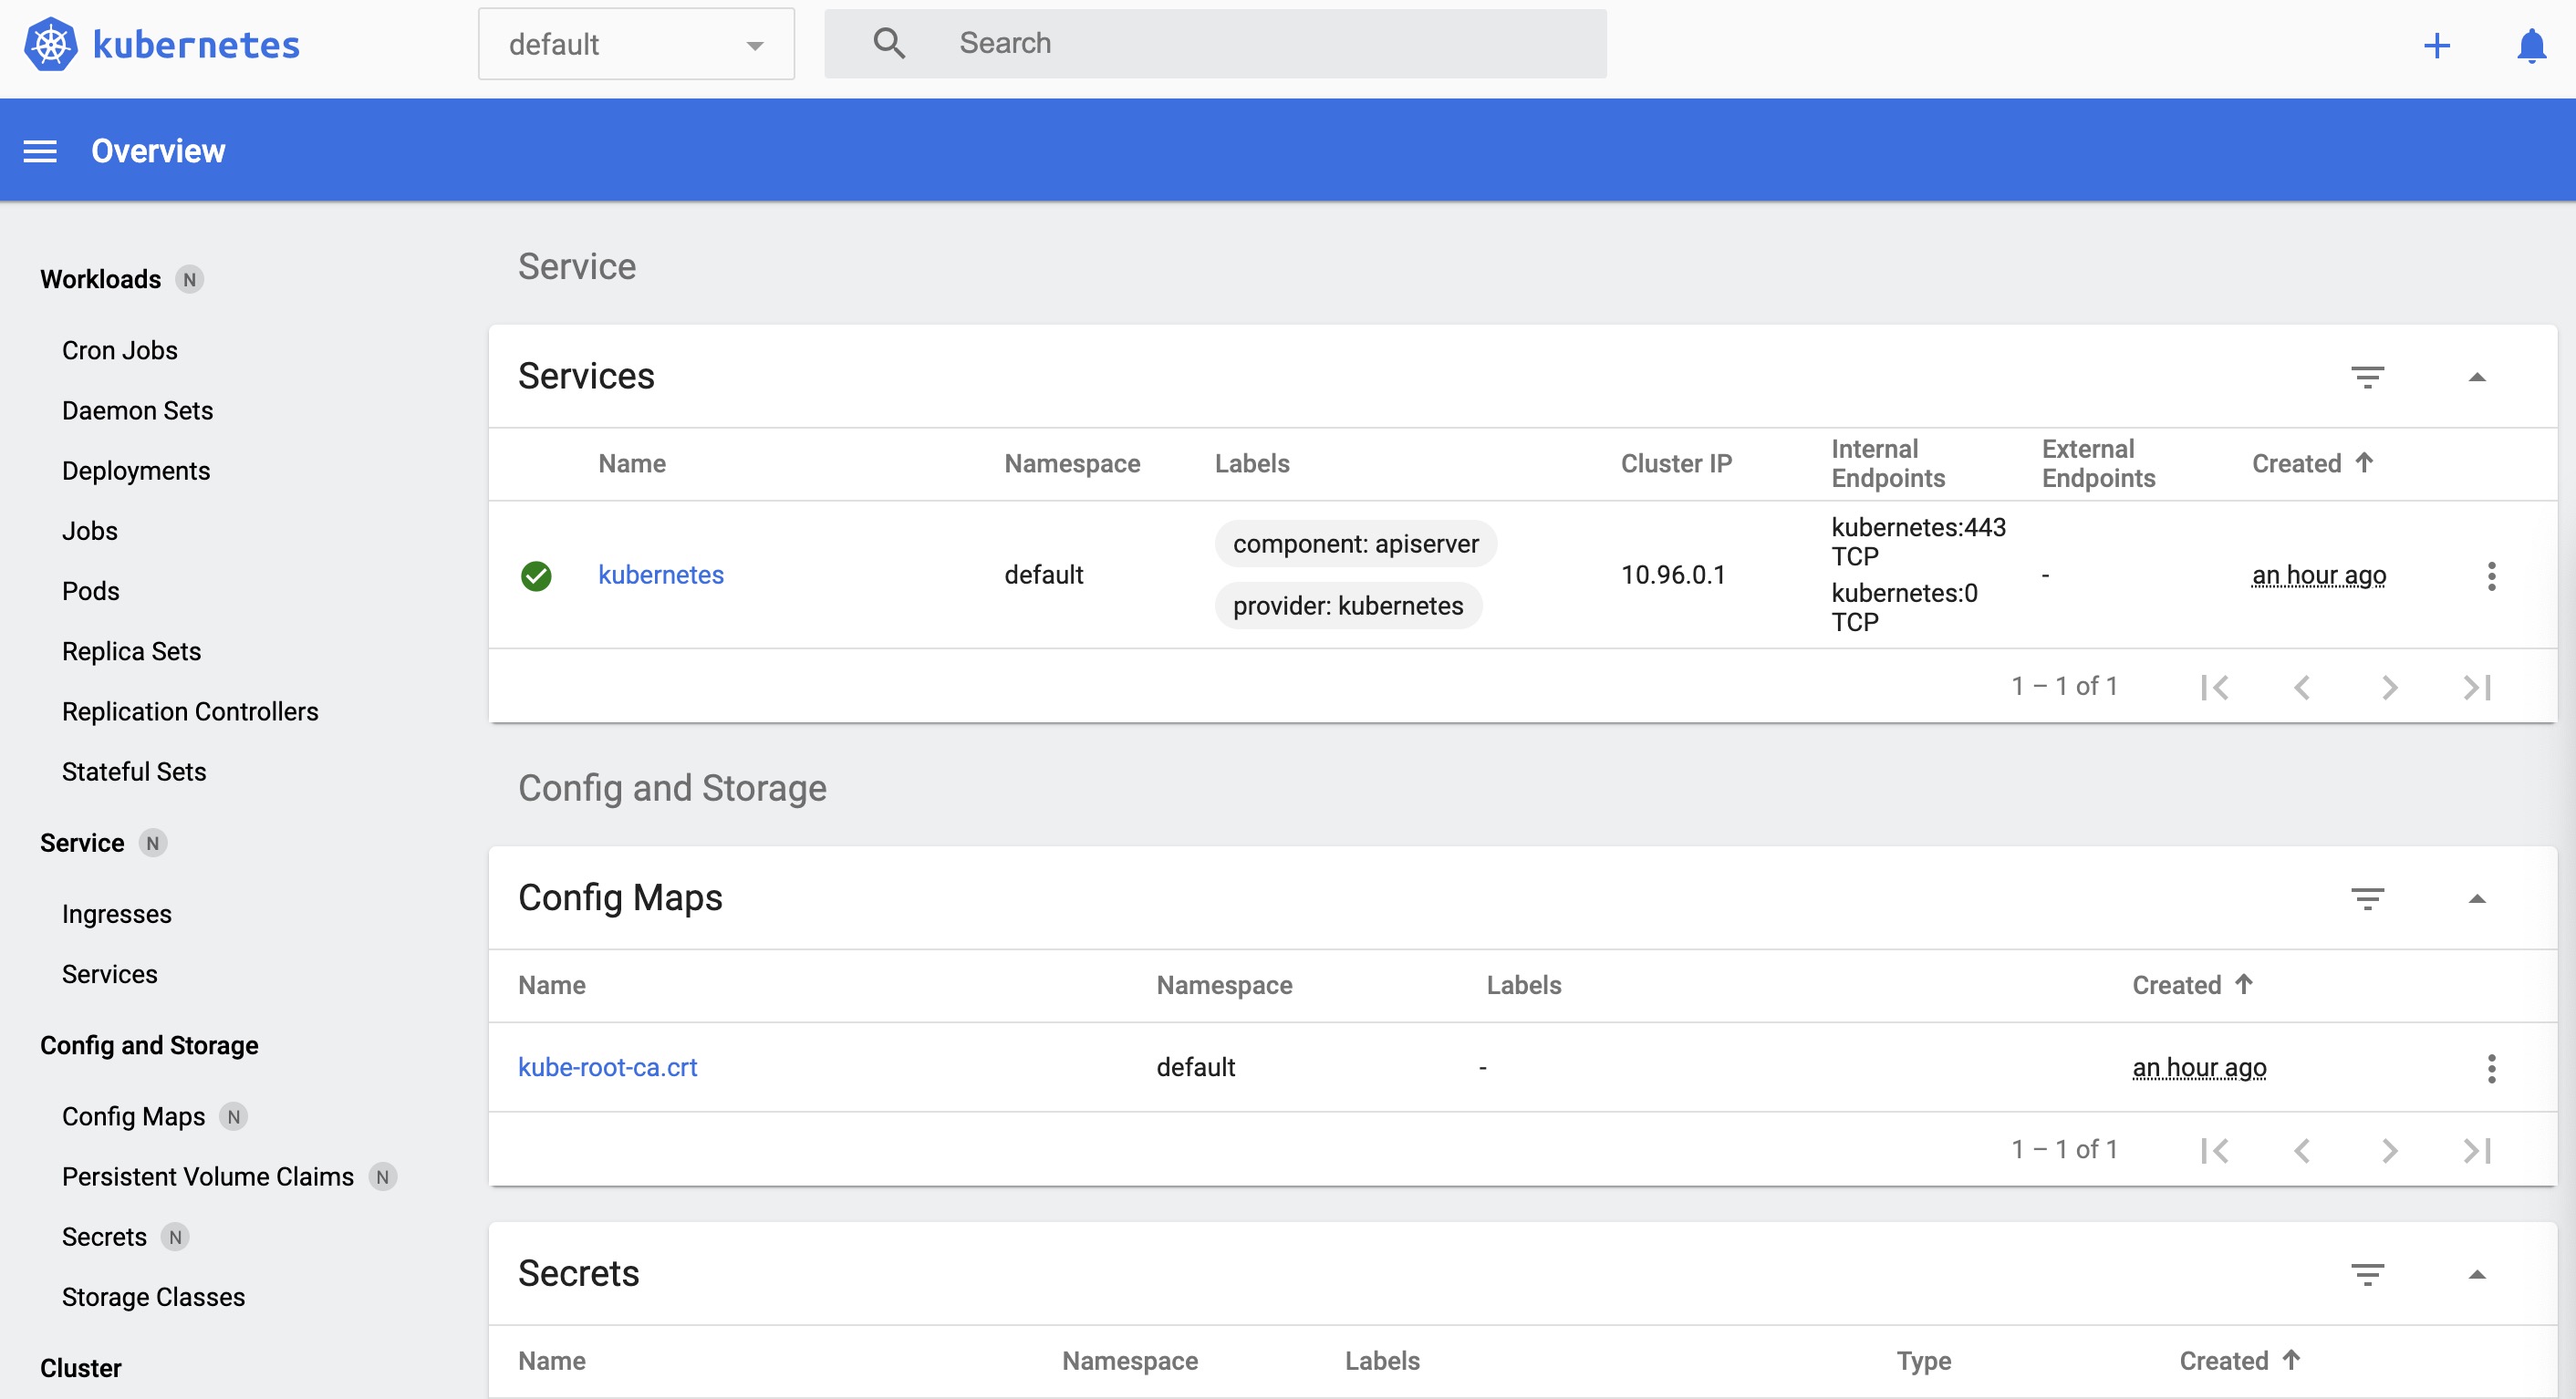 kubernetes
default
Search
Overview
Workloads N
Cron Jobs
Daemon Sets
Deployments
Jobs
Pods
Replica Sets
Replication Controllers
Stateful Sets
Service N
Ingresses
Services
Config and Storage
Config Maps N
Persistent Volume Claims N
Secrets N
Storage Classes
Cluster
Service
Services
Name Namespace Labels Cluster IP Internal Endpoints External Endpoints Created
kubernetes default component: apiserver provider: kubernetes 10.96.0.1 kubernetes:443 TCP kubernetes:0 TCP - an hour ago
1 – 1 of 1
Config and Storage
Config Maps
Name Namespace Labels Created
kube-root-ca.crt default - an hour ago
1 – 1 of 1
Secrets
Name Namespace Labels Type Created